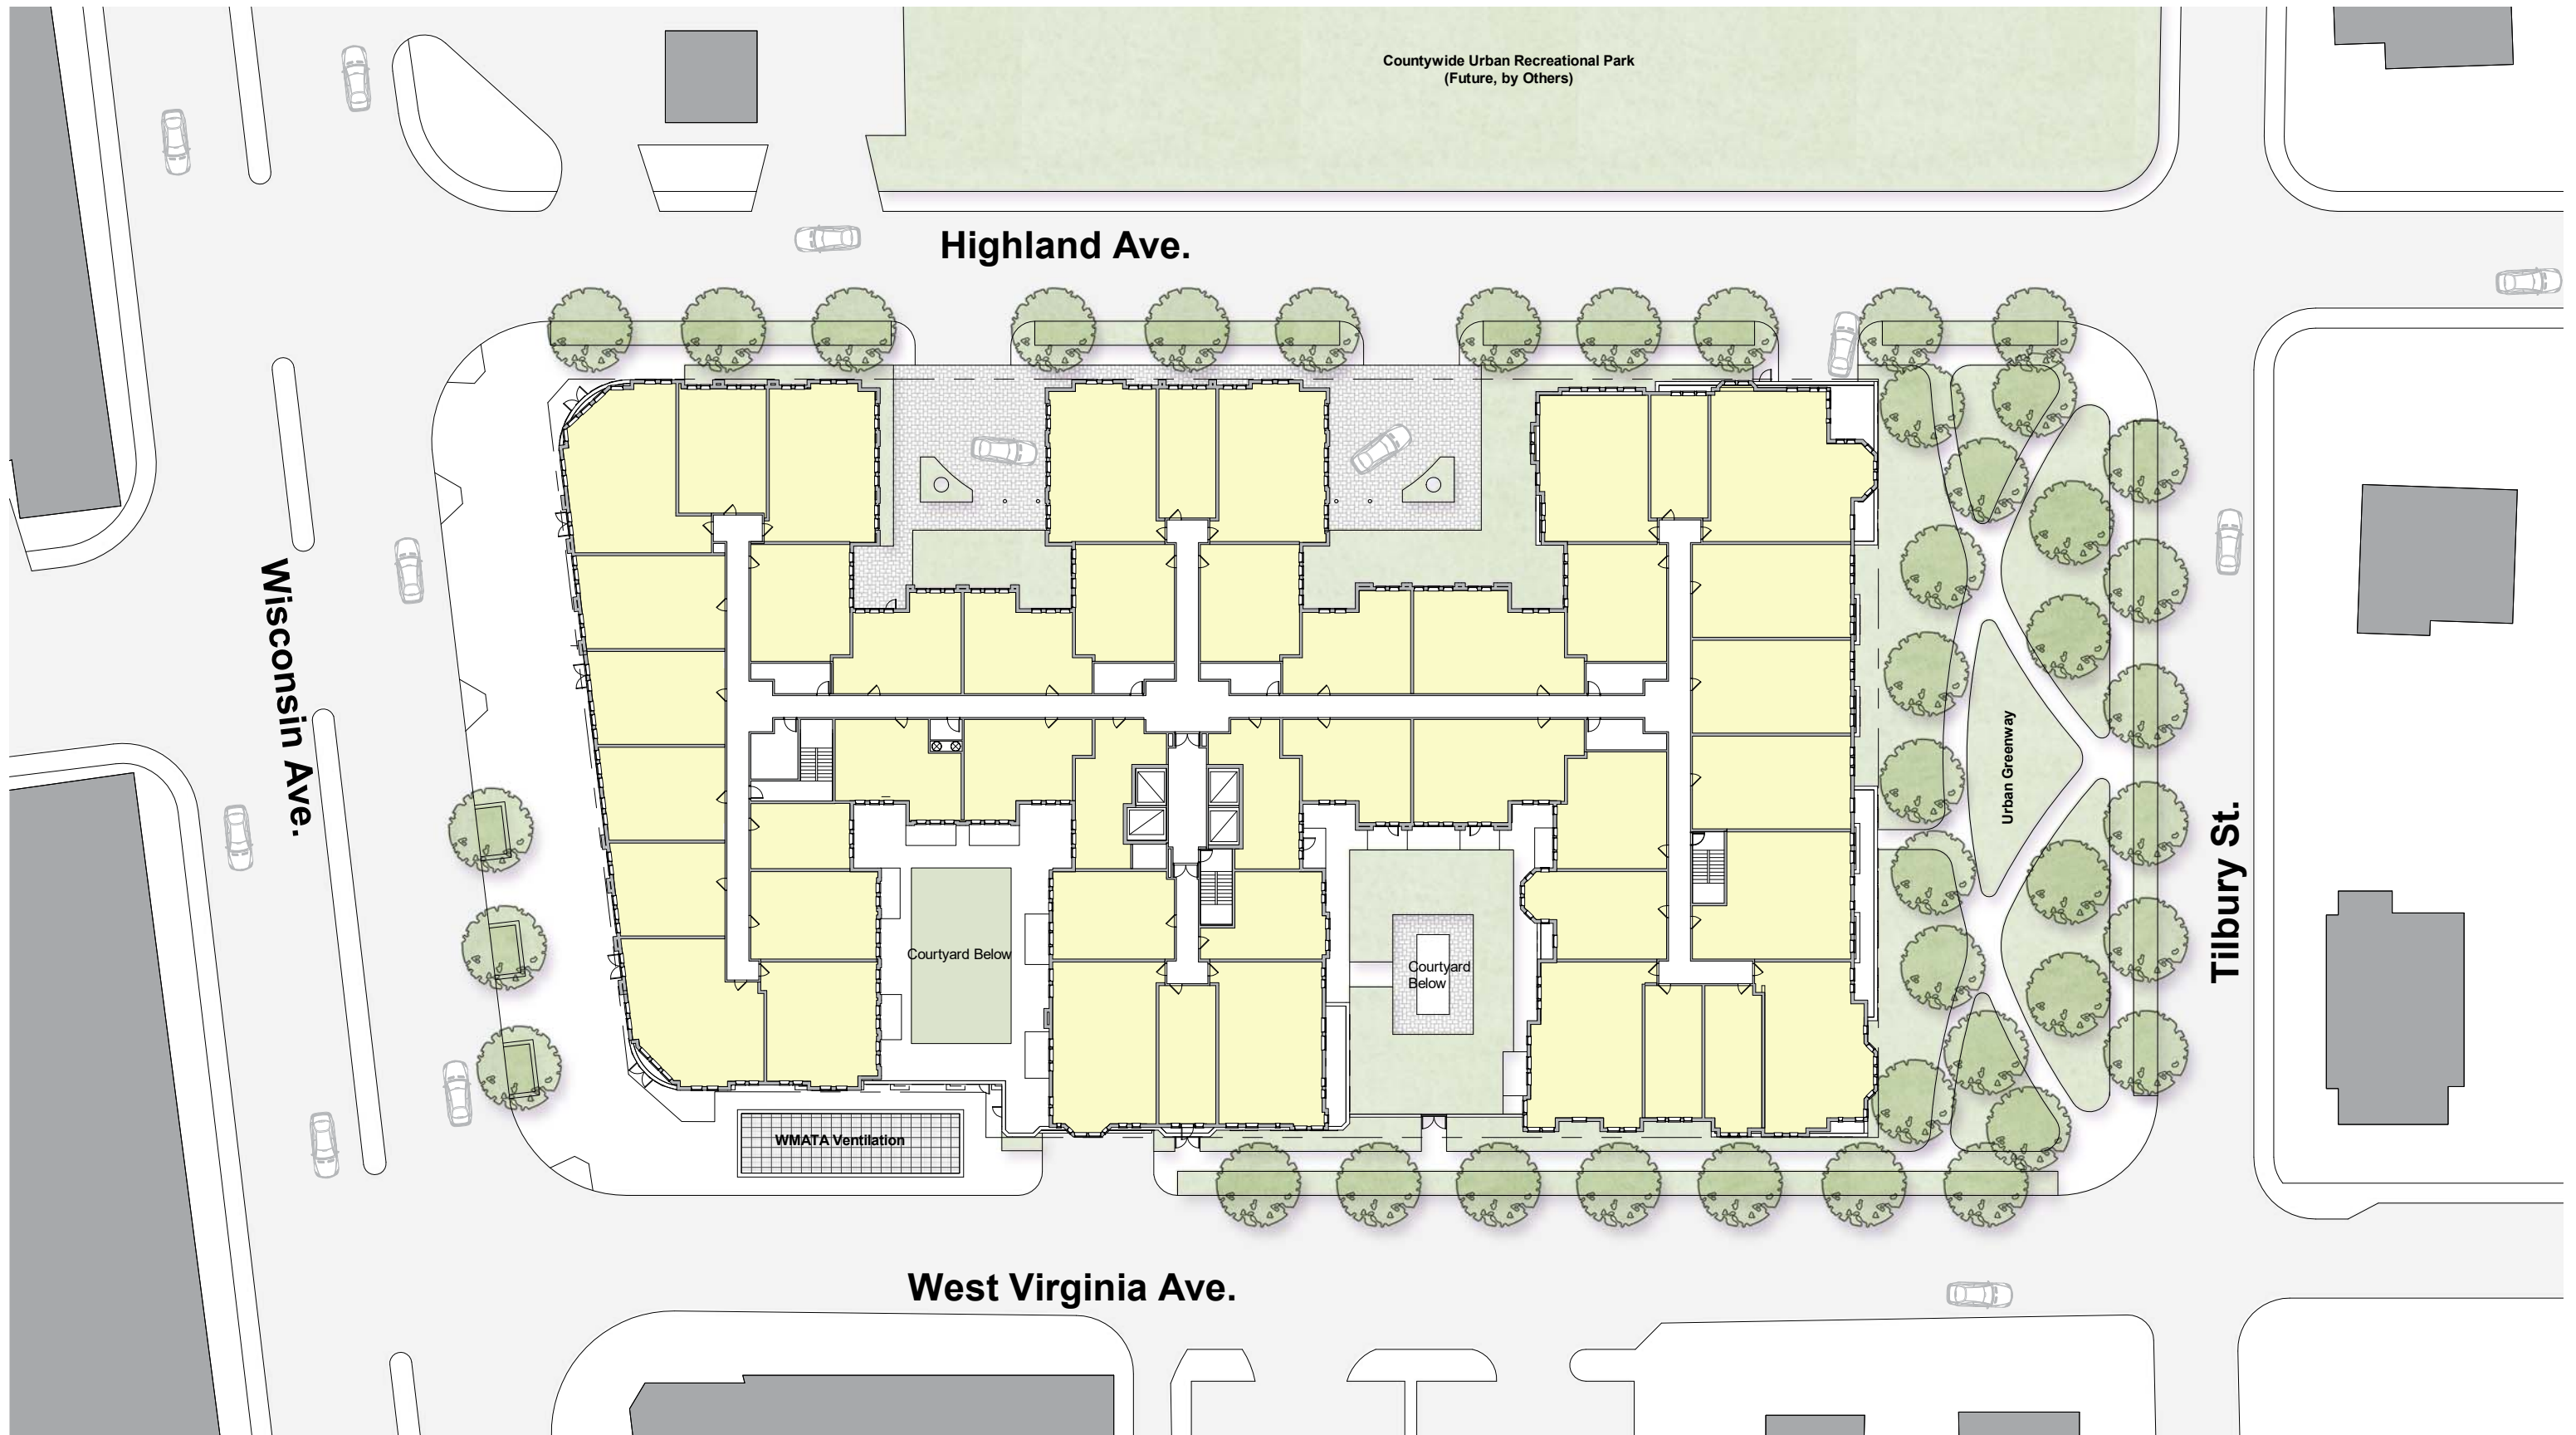 Countywide Urban Recreational Park
(Future, by Others)
Highland Ave.
Wisconsin Ave.
Urban Greenway
Tilbury St.
Courtyard Below
Courtyard
Below
WMATA Ventilation
West Virginia Ave.